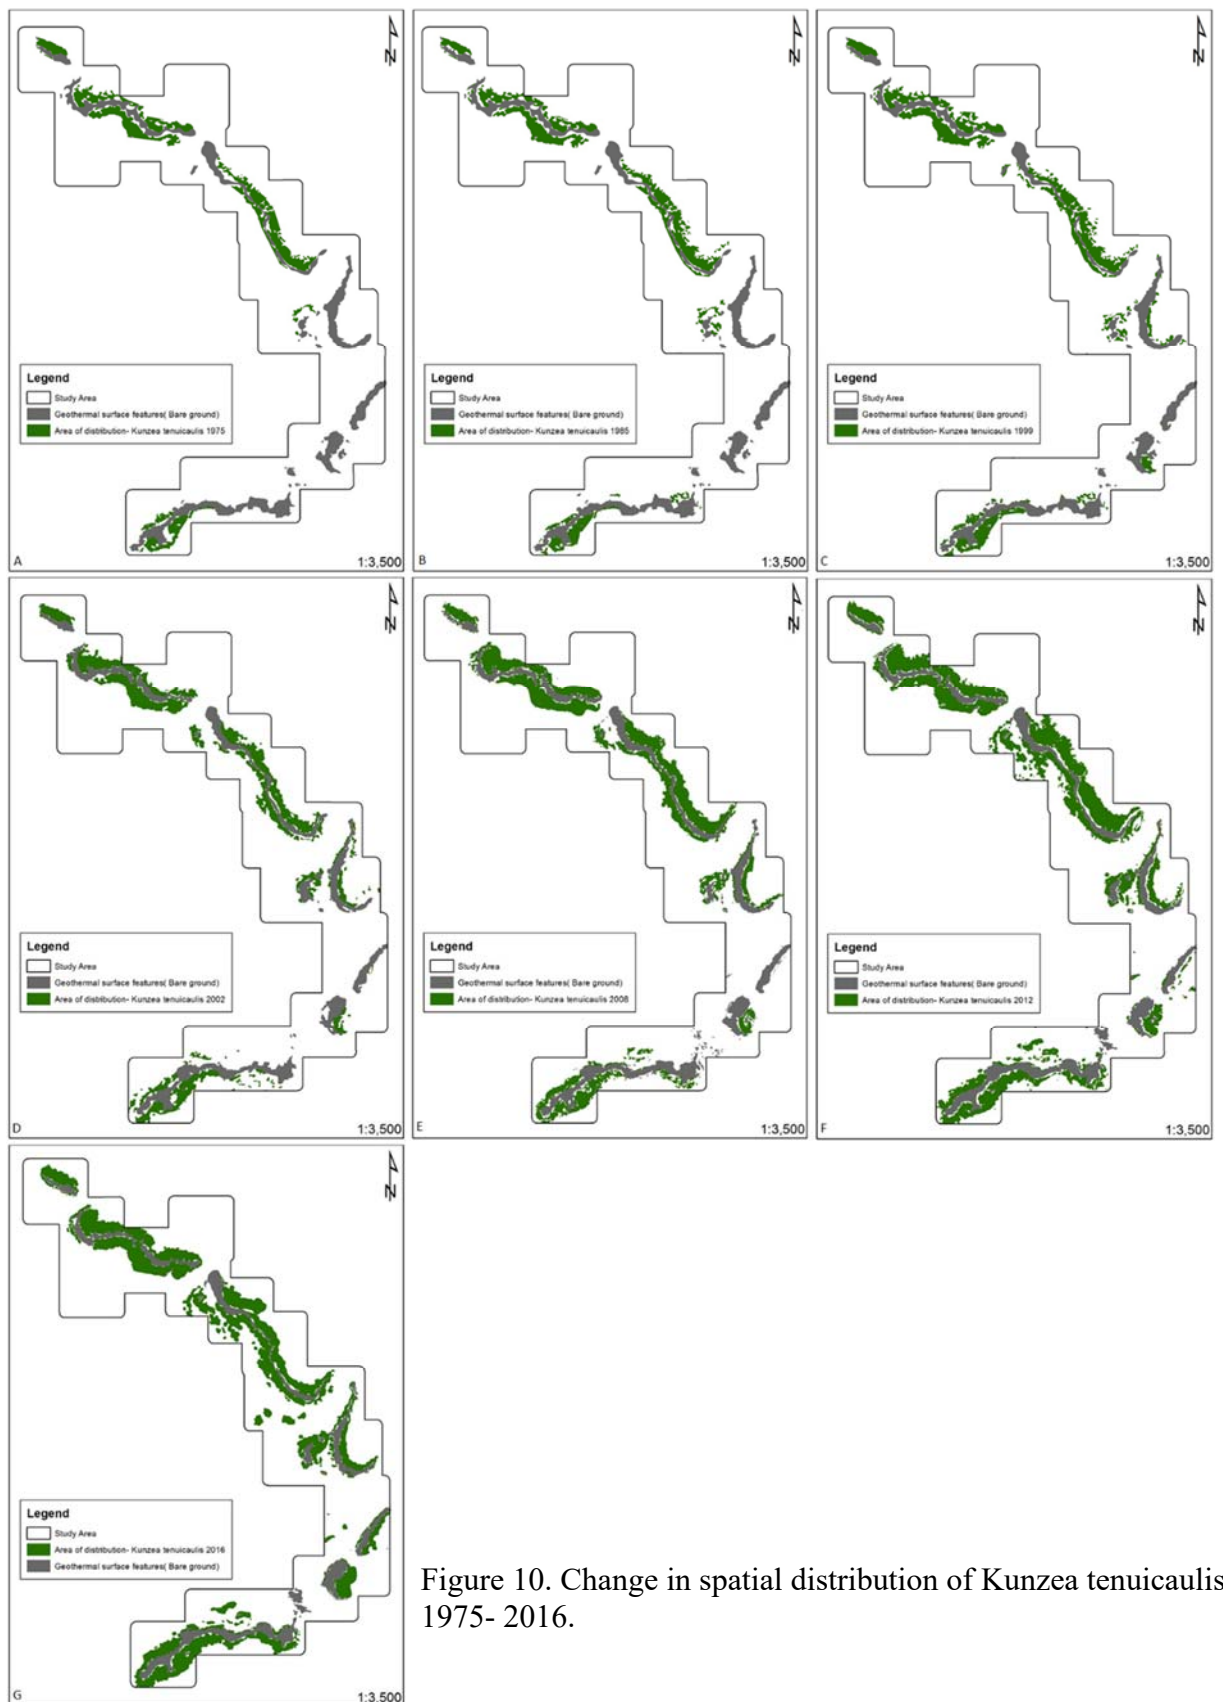 N
Legend
Study Area
Geothermal surface features( Bare ground)
Area of distribution- Kunzea tenuicaulis 1975
A
1:3,500
N
Legend
Study Area
Geothermal surface features( Bare ground)
Area of distribution- Kunzea tenuicaulis 1985
B
1:3,500
N
Legend
Study Area
Geothermal surface features( Bare ground)
Area of distribution- Kunzea tenuicaulis 1999
C
1:3,500
N
Legend
Study Area
Geothermal surface features( Bare ground)
Area of distribution- Kunzea tenuicaulis 2002
D
1:3,500
N
Legend
Study Area
Geothermal surface features( Bare ground)
Area of distribution- Kunzea tenuicaulis 2008
E
1:3,500
N
Legend
Study Area
Geothermal surface features( Bare ground)
Area of distribution- Kunzea tenuicaulis 2012
F
1:3,500
N
Legend
Study Area
Area of distribution- Kunzea tenuicaulis 2016
Geothermal surface features( Bare ground)
G
1:3,500
Figure 10. Change in spatial distribution of Kunzea tenuicaulis
1975- 2016.